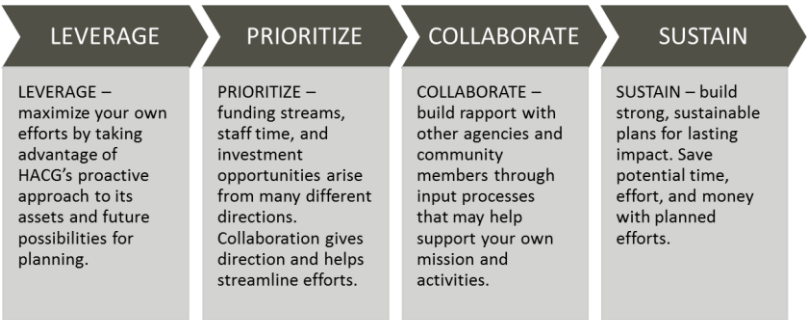 LEVERAGE
PRIORITIZE
COLLABORATE
SUSTAIN
LEVERAGE –
maximize your own
efforts by taking
advantage of
HACG’s proactive
approach to its
assets and future
possibilities for
planning.
PRIORITIZE –
funding streams,
staff time, and
investment
opportunities arise
from many different
directions.
Collaboration gives
direction and helps
streamline efforts.
COLLABORATE –
build rapport with
other agencies and
community
members through
input processes
that may help
support your own
mission and
activities.
SUSTAIN – build
strong, sustainable
plans for lasting
impact. Save
potential time,
effort, and money
with planned
efforts.